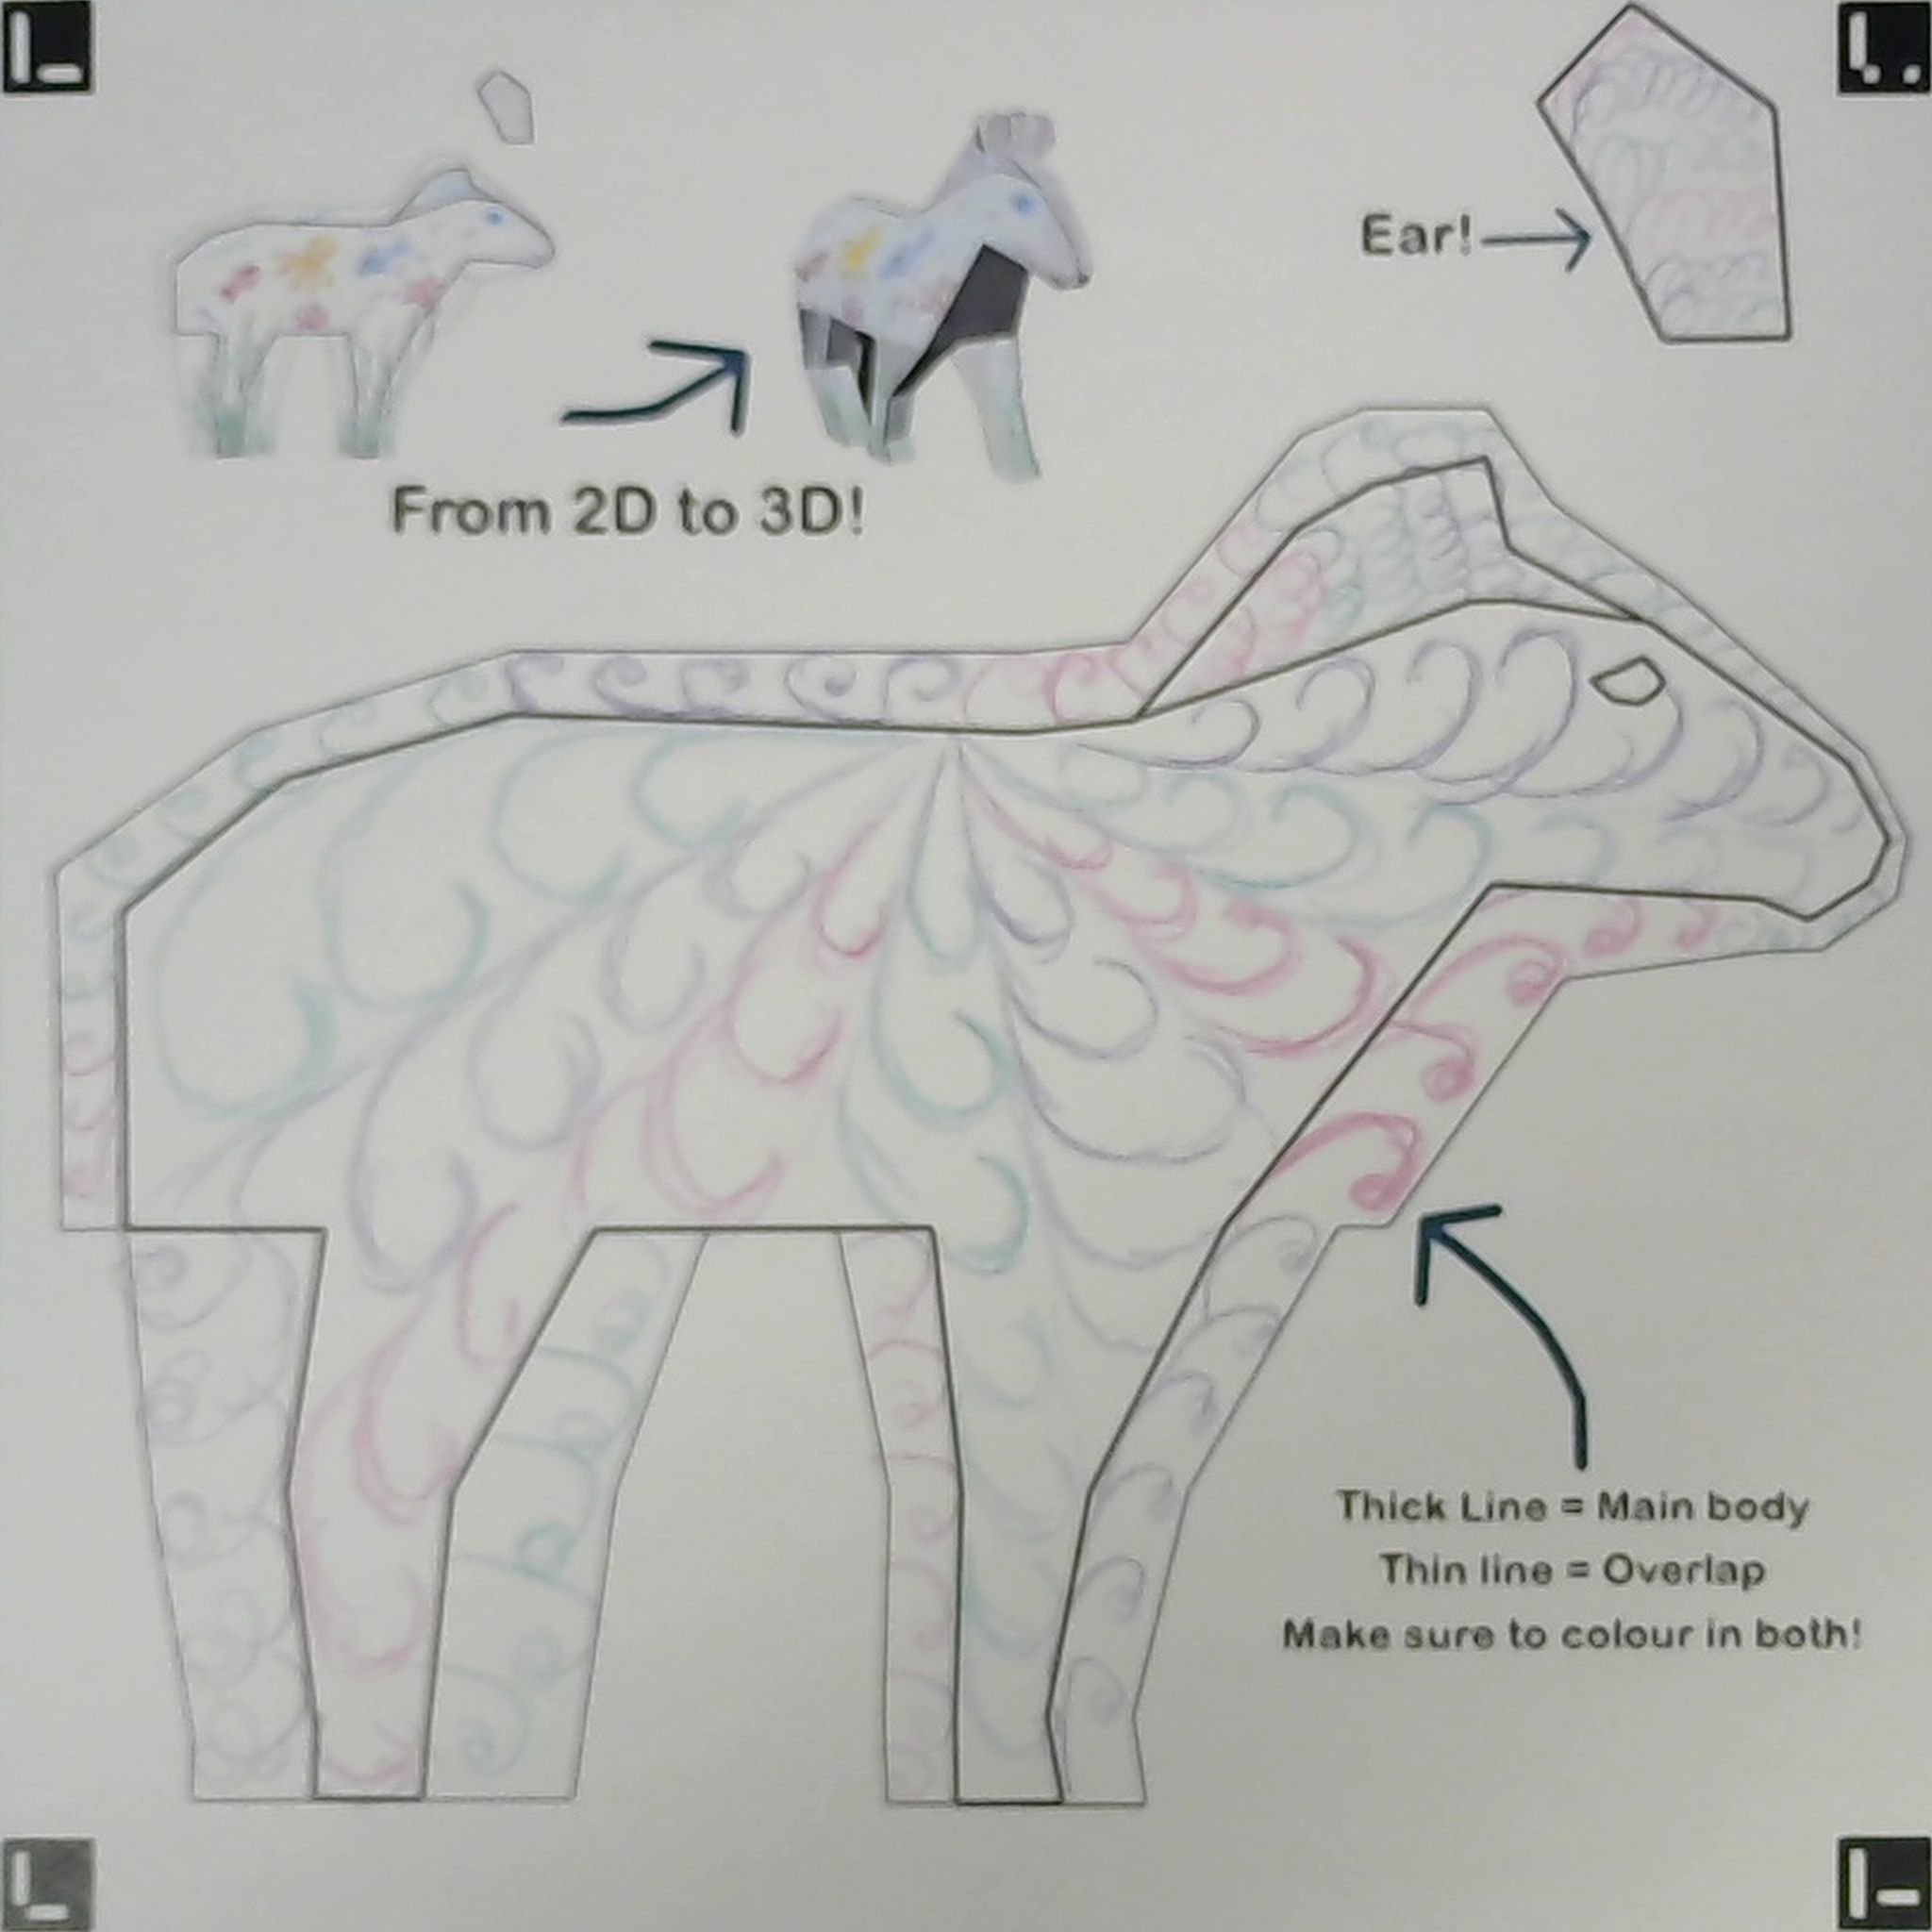 Ear!
From 2D to 3D!
Thick Line = Main body
Thin line = Overlap
Make sure to colour in both!